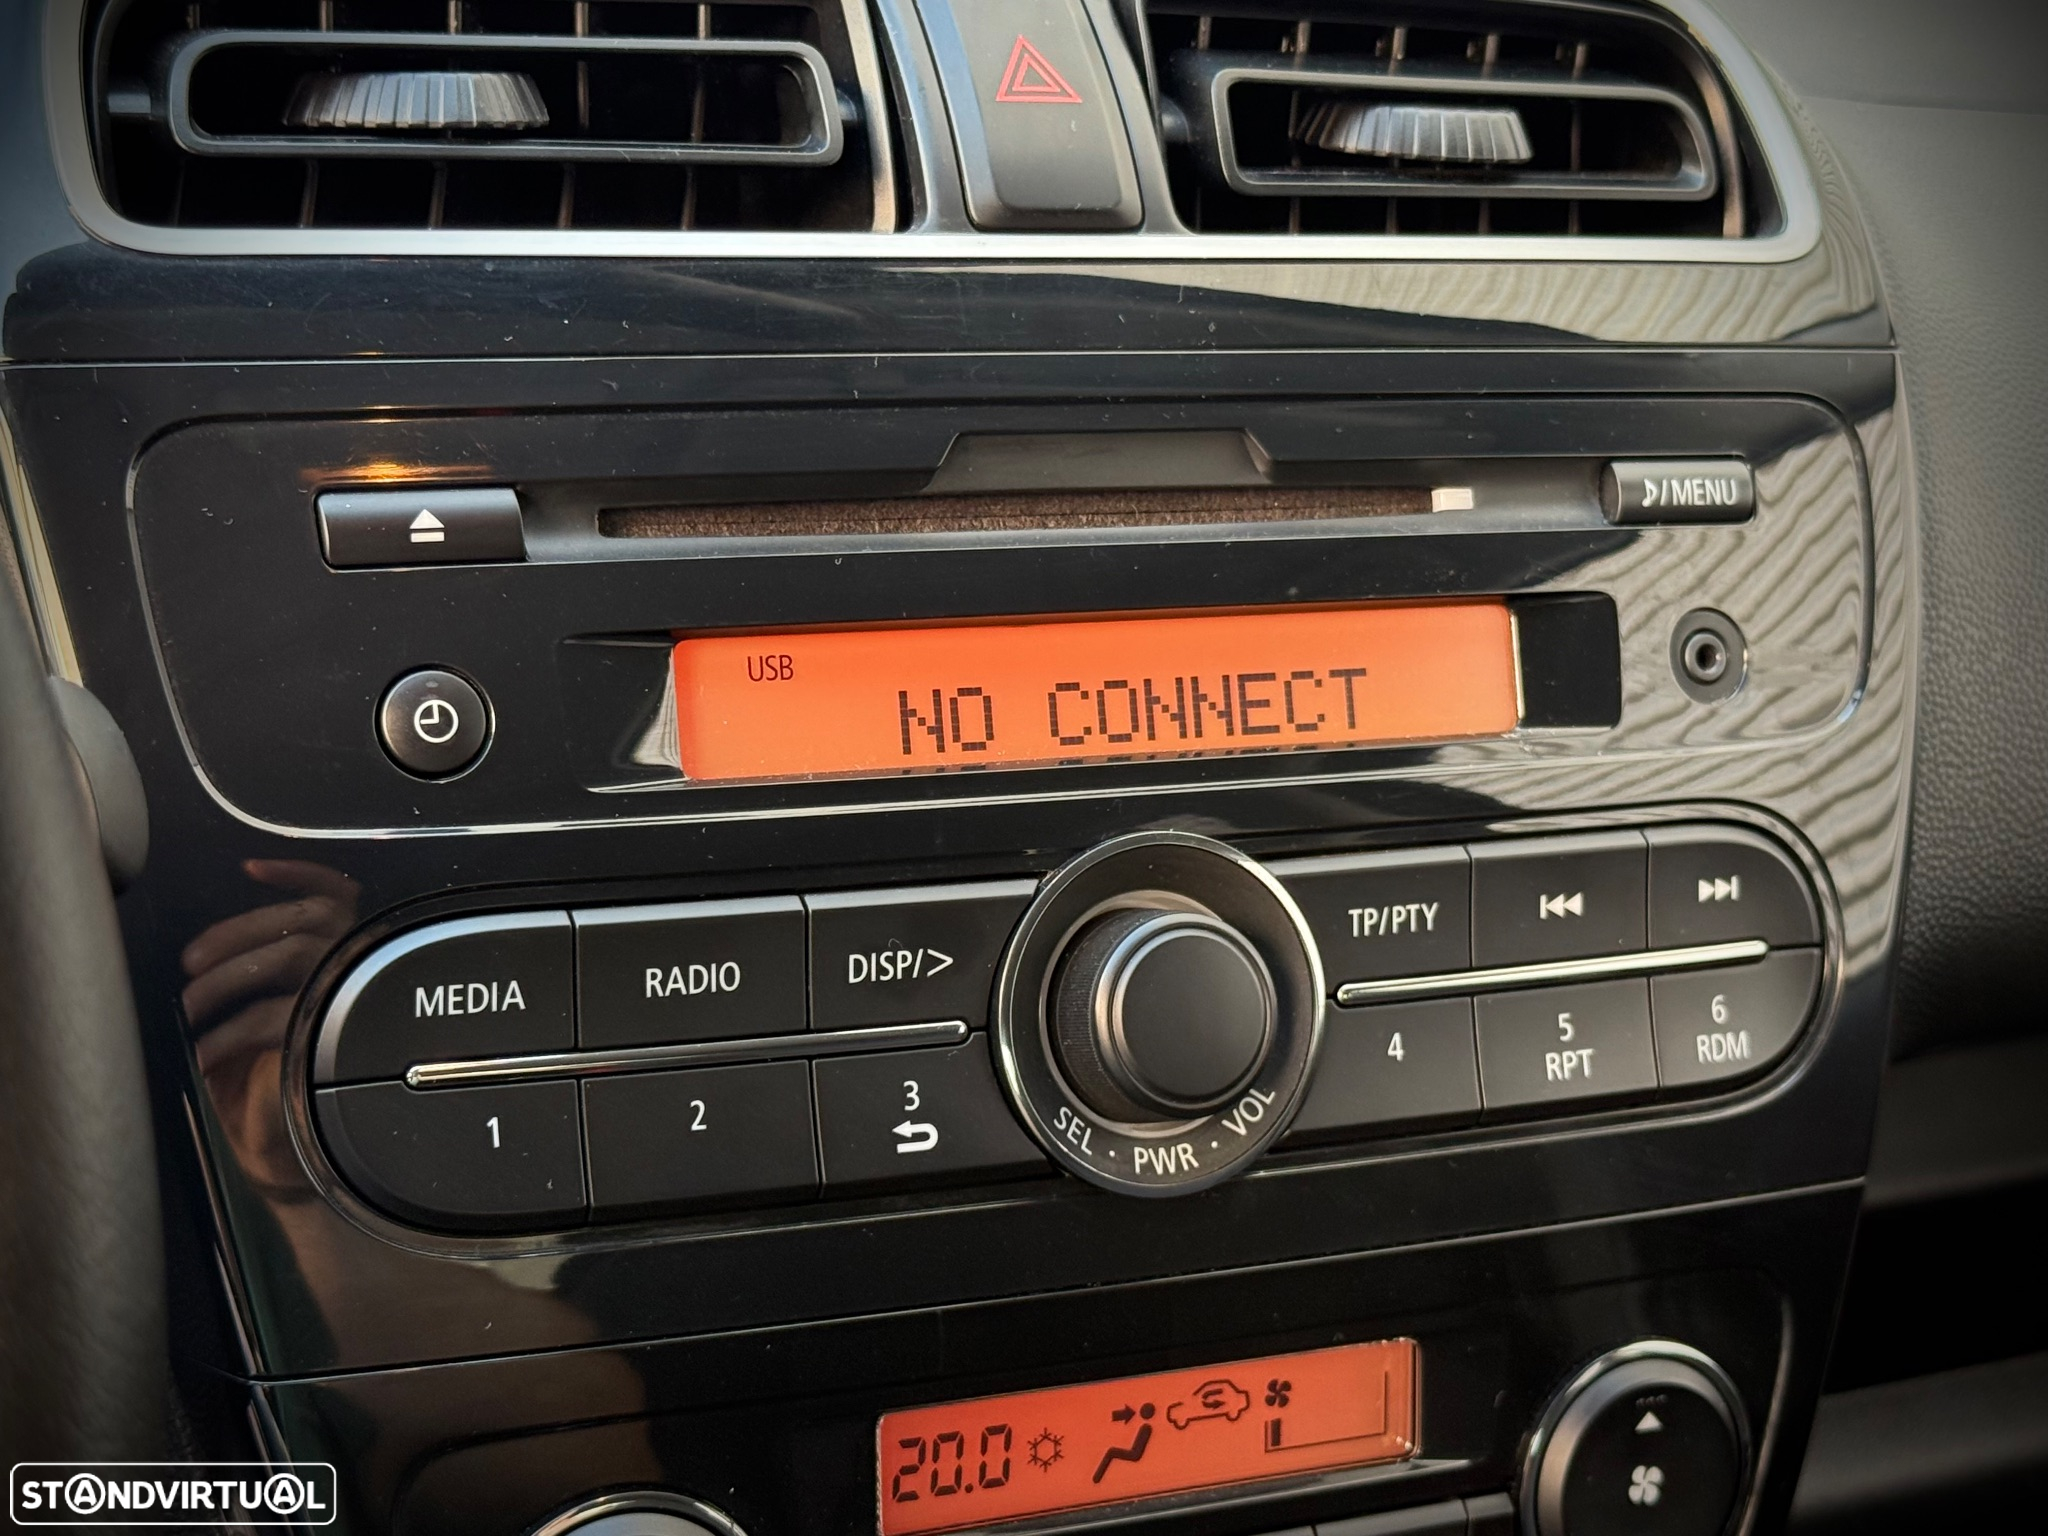 ♪/MENU
USB
NO CONNECT
MEDIA
RADIO
DISP/>
TP/PTY
1
2
3
4
5
RPT
6
RDM
SEL · PWR · VOL
20.0
STANDVIRTUAL